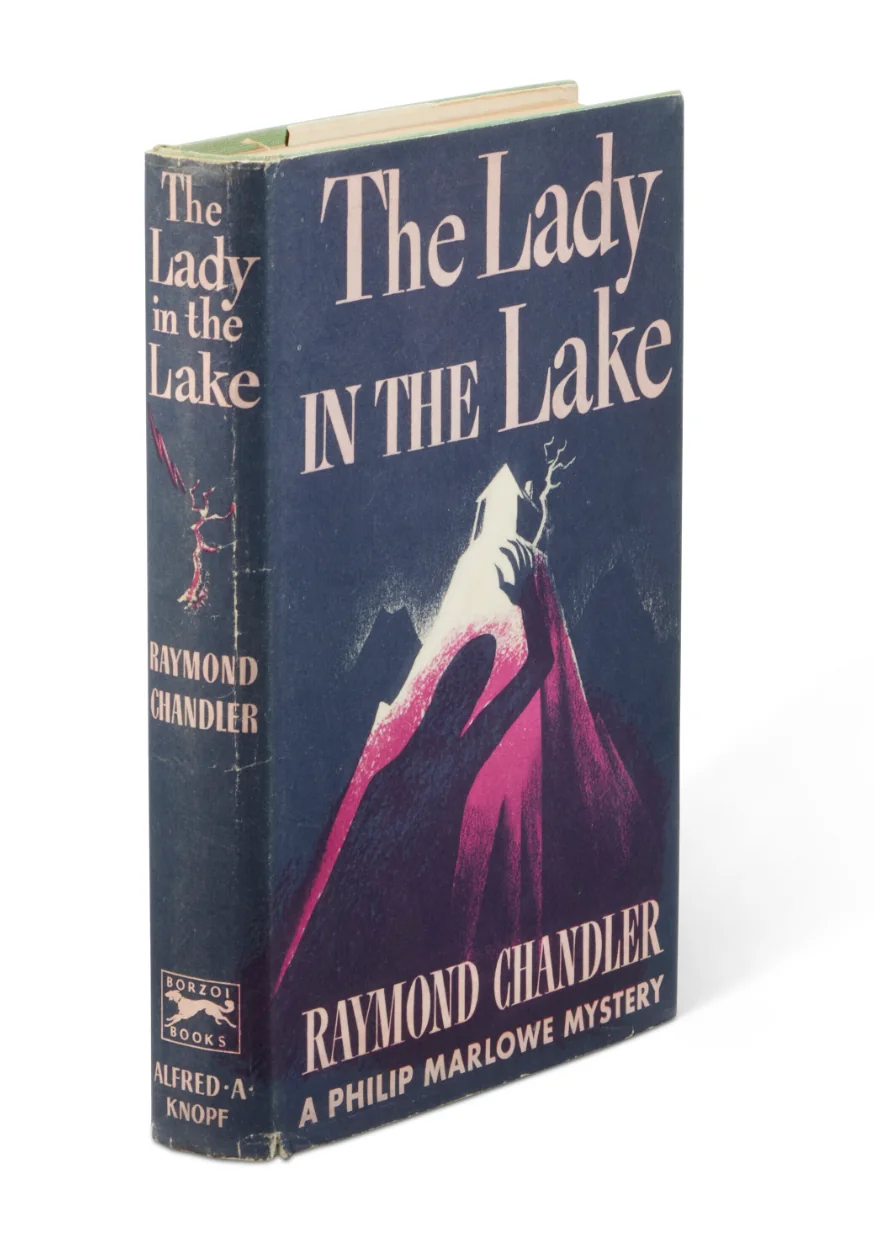 The
Lady
in the
Lake
RAYMOND
CHANDLER
BORZOI
BOOKS
ALFRED·A·
KNOPF
The Lady
IN THE Lake
RAYMOND CHANDLER
A PHILIP MARLOWE MYSTERY